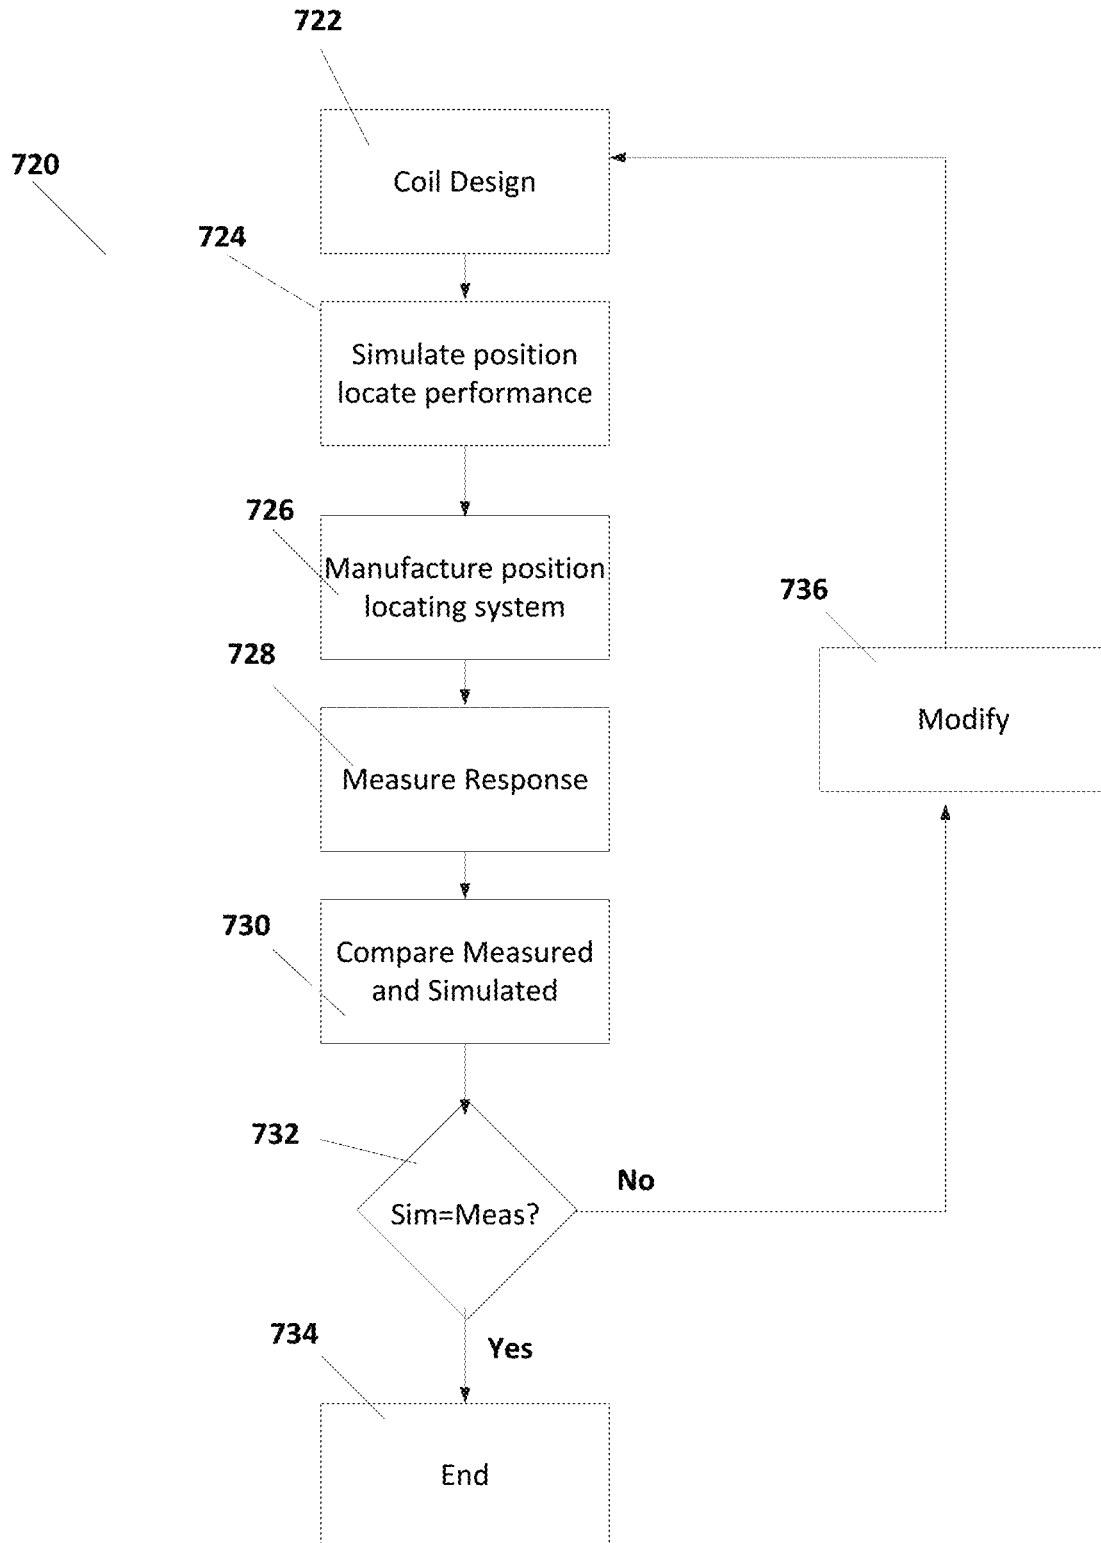 722
Coil Design
720
724
Simulate position
locate performance
726
Manufacture position
locating system
736
728
Modify
Measure Response
730
Compare Measured
and Simulated
732
No
Sim=Meas?
734
Yes
End